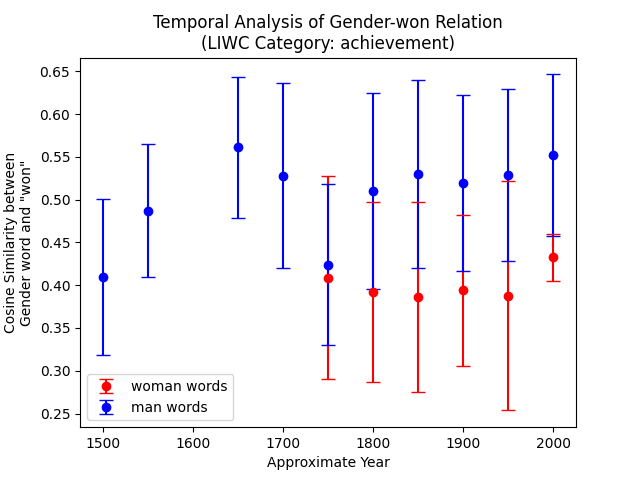 Temporal Analysis of Gender-won Relation
(LIWC Category: achievement)
0.65
0.60
0.55
0.50
0.45
0.40
0.35
0.30
0.25
Cosine Similarity between
Gender word and "won"
woman words
man words
1500
1600
1700
1800
1900
2000
Approximate Year